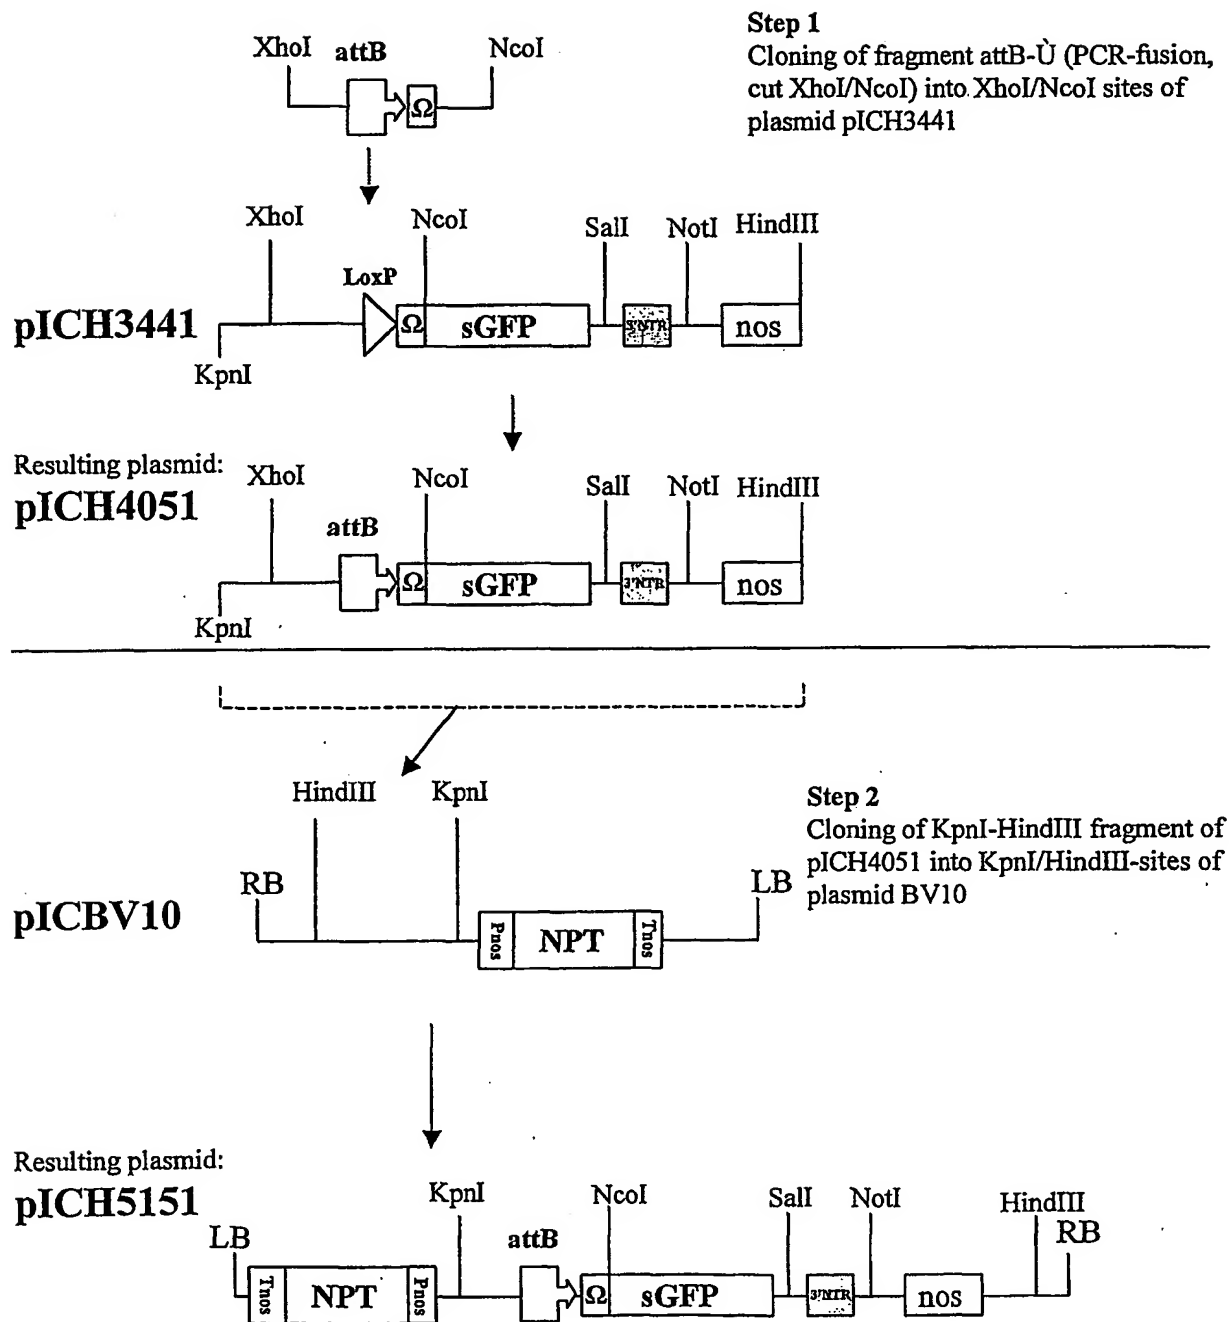 Step 1
Cloning of fragment attB-Ù (PCR-fusion,
cut XhoI/NcoI) into XhoI/NcoI sites of
plasmid pICH3441
XhoI attB NcoI
Ω
XhoI NcoI SalI NotI HindIII
LoxP
pICH3441
Ω sGFP 3'NTR nos
KpnI
Resulting plasmid:
pICH4051
XhoI NcoI SalI NotI HindIII
attB
Ω sGFP 3'NTR nos
KpnI
HindIII KpnI
Step 2
Cloning of KpnI-HindIII fragment of
pICH4051 into KpnI/HindIII-sites of
plasmid BV10
RB LB
pICBV10
Pnos NPT Tnos
Resulting plasmid:
pICH5151
KpnI NcoI SalI NotI HindIII
LB attB RB
Tnos NPT Pnos Ω sGFP 3'NTR nos